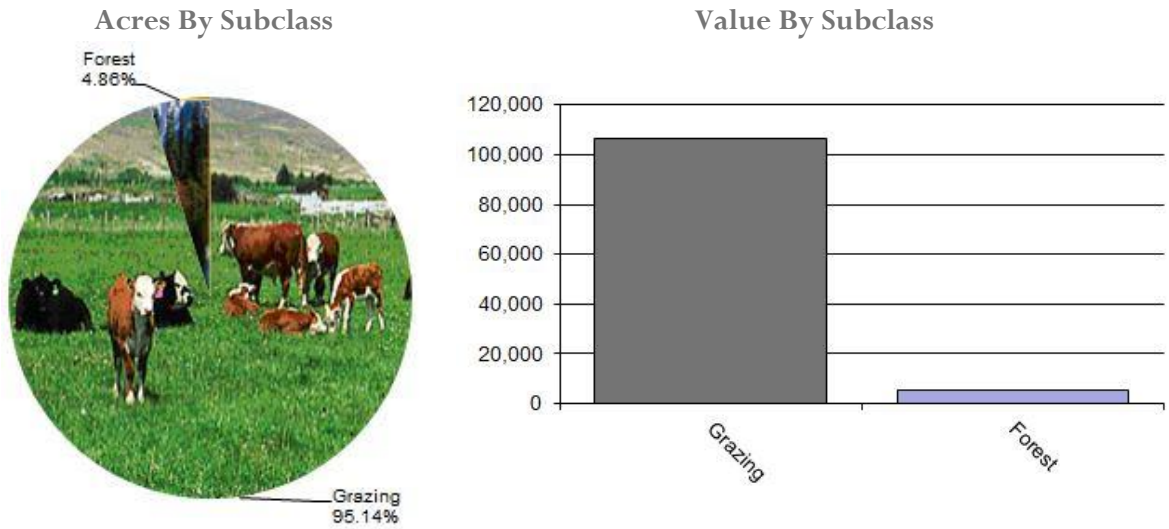 Acres By Subclass
Forest
4.86%
Grazing
95.14%
Value By Subclass
120,000
100,000
80,000
60,000
40,000
20,000
0
Grazing
Forest